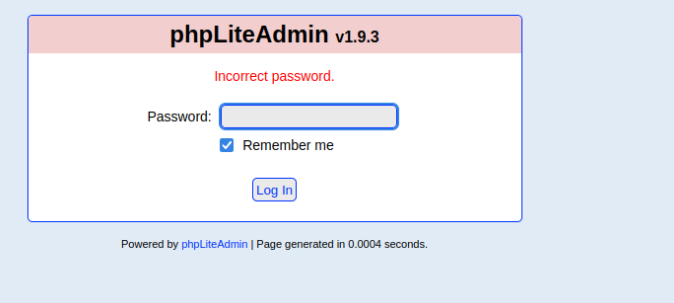 phpLiteAdmin v1.9.3
Incorrect password.
Password:
Remember me
Log In
Powered by phpLiteAdmin | Page generated in 0.0004 seconds.